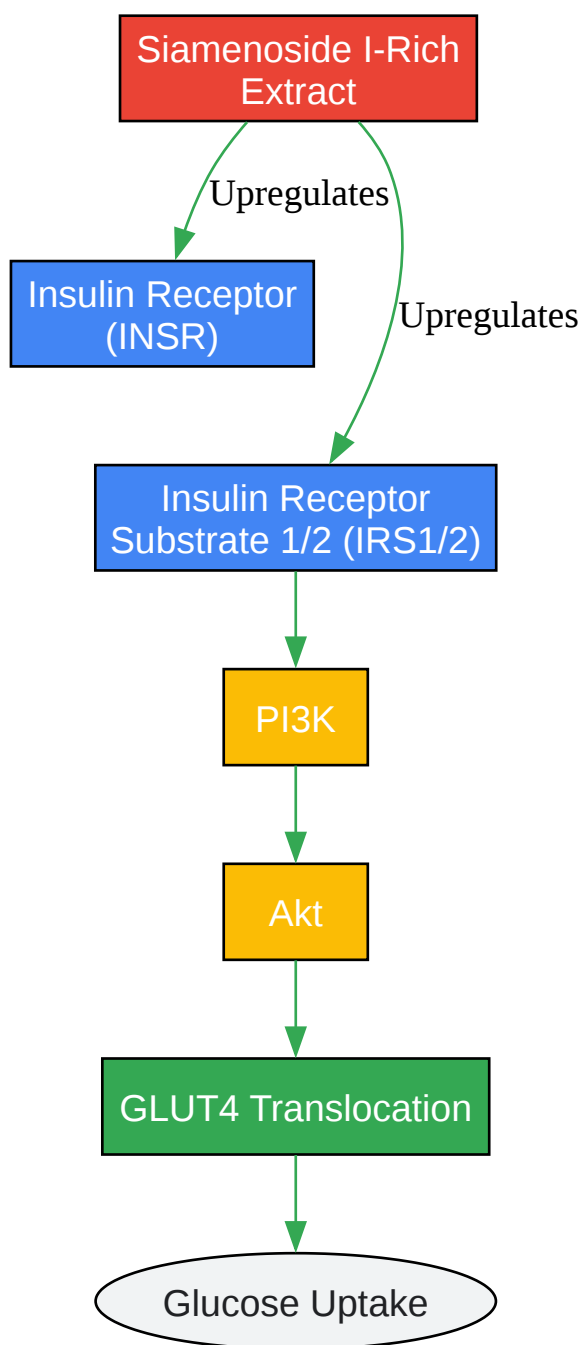 Siamenoside I-Rich
Extract
Upregulates
Insulin Receptor
(INSR)
Upregulates
Insulin Receptor
Substrate 1/2 (IRS1/2)
PI3K
Akt
GLUT4 Translocation
Glucose Uptake